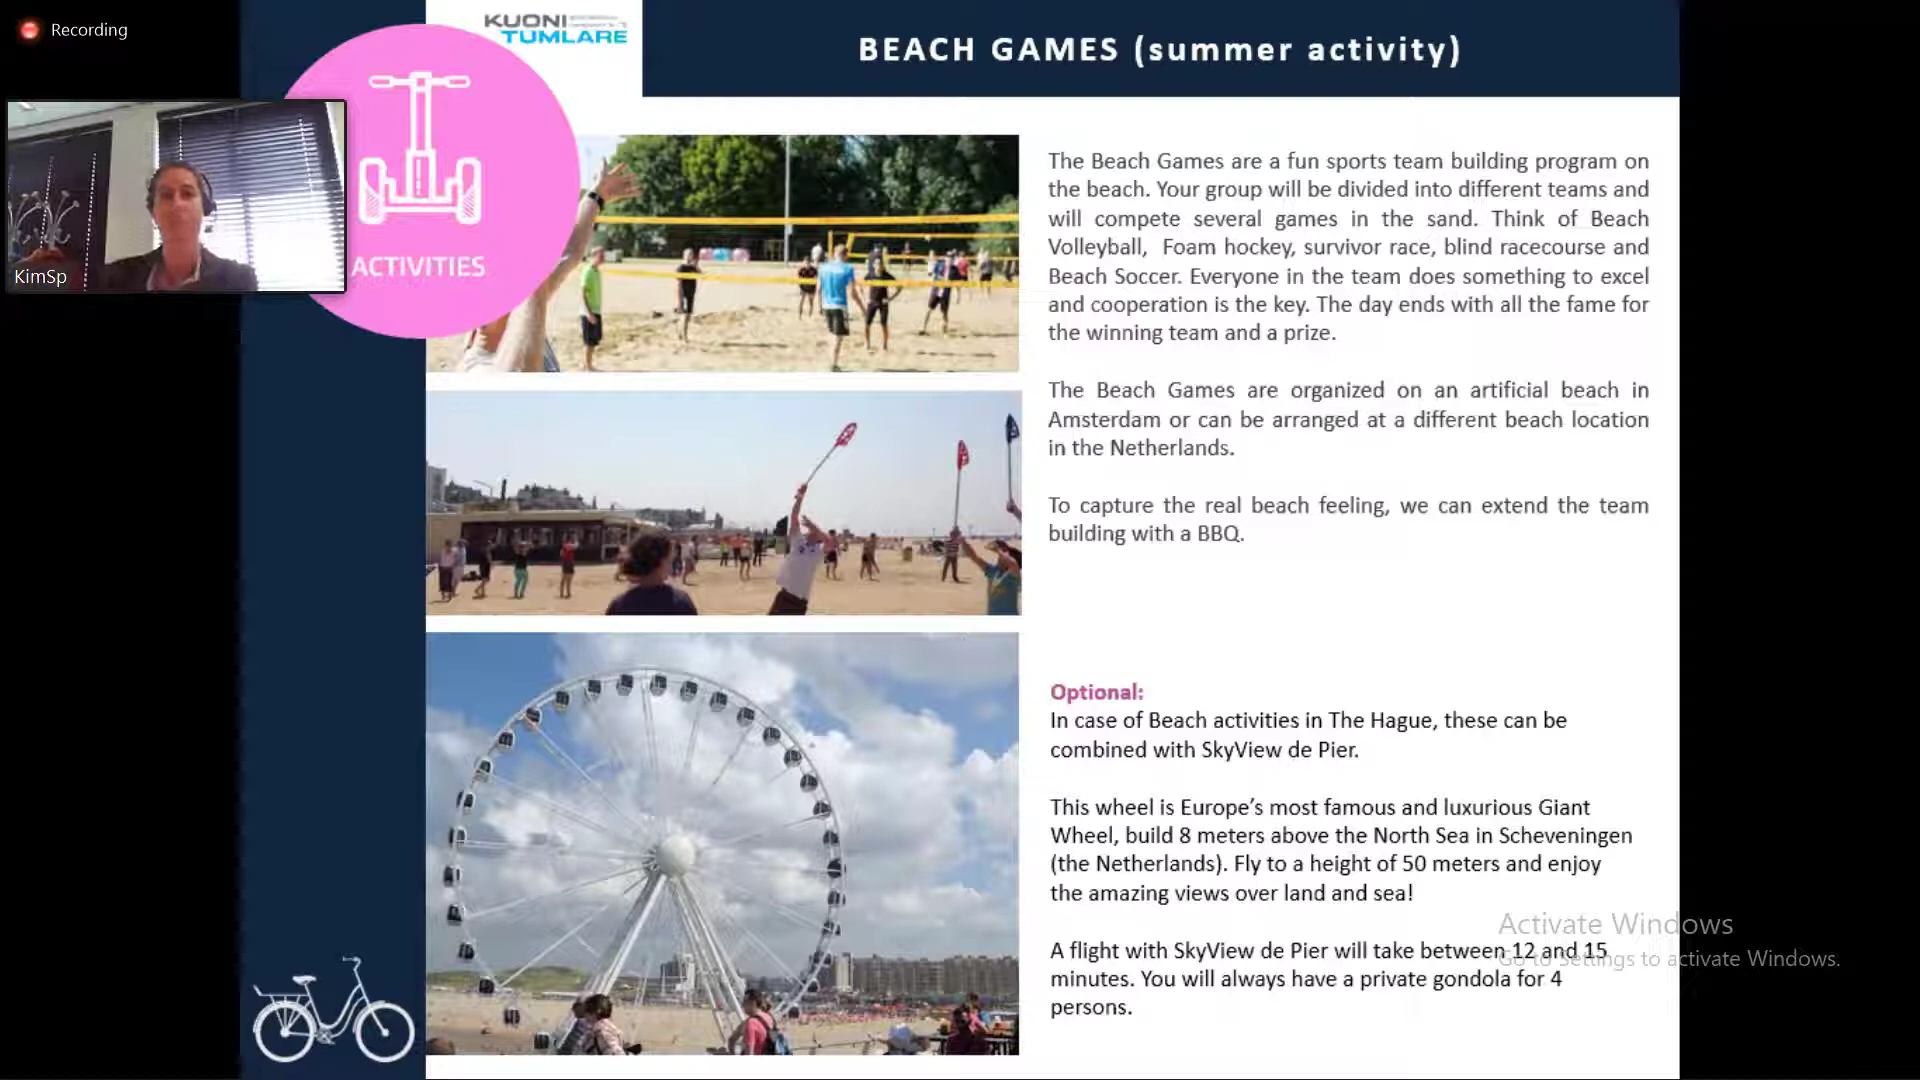 Recording
KUONI
TUMLARE
BEACH GAMES (summer activity)
KimSp
ACTIVITIES
The Beach Games are a fun sports team building program on
the beach. Your group will be divided into different teams and
will compete several games in the sand. Think of Beach
Volleyball, Foam hockey, survivor race, blind racecourse and
Beach Soccer. Everyone in the team does something to excel
and cooperation is the key. The day ends with all the fame for
the winning team and a prize.
The Beach Games are organized on an artificial beach in
Amsterdam or can be arranged at a different beach location
in the Netherlands.
To capture the real beach feeling, we can extend the team
building with a BBQ.
Optional:
In case of Beach activities in The Hague, these can be
combined with SkyView de Pier.
This wheel is Europe's most famous and luxurious Giant
Wheel, build 8 meters above the North Sea in Scheveningen
(the Netherlands). Fly to a height of 50 meters and enjoy
the amazing views over land and sea!
A flight with SkyView de Pier will take between 12 and 15
minutes. You will always have a private gondola for 4
persons.
Activate Windows
Go to Settings to activate Windows.